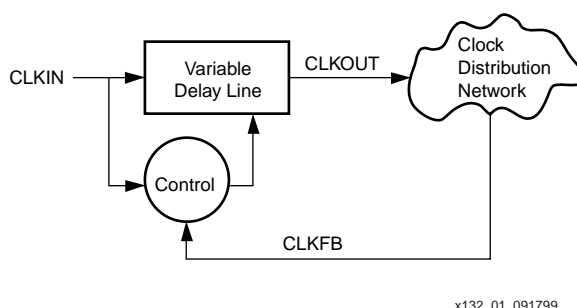 CLKIN
Variable
Delay Line
CLKOUT
Clock
Distribution
Network
Control
CLKFB
x132_01_091799